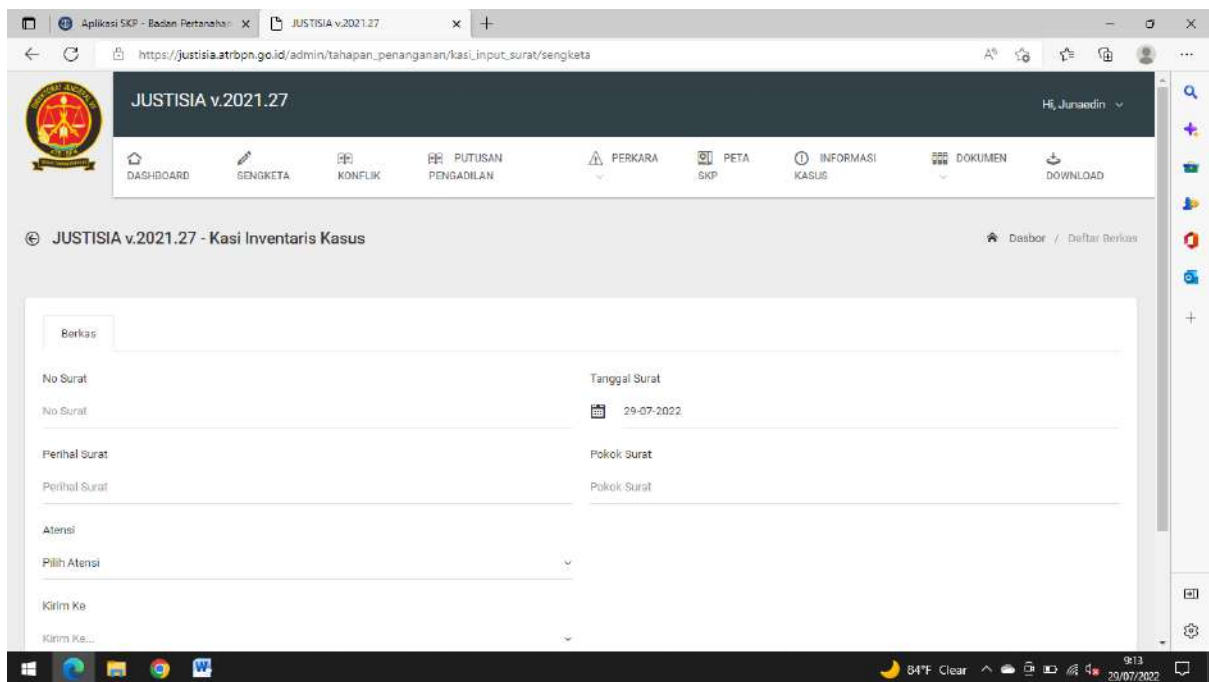 Aplikasi SKP - Badan Pertanahan
JUSTISIA v.2021.27
https://justisia.atrbpn.go.id/admin/tahapan_penanganan/kasi_input_surat/sengketa
JUSTISIA v.2021.27
Hi, Junaedin
DASHBOARD
SENGKETA
KONFLIK
PUTUSAN PENGADILAN
PERKARA
PETA SKP
INFORMASI KASUS
DOKUMEN
DOWNLOAD
JUSTISIA v.2021.27 - Kasi Inventaris Kasus
Dasbor / Daftar Berkas
Berkas
No Surat
Tanggal Surat
No Surat
29-07-2022
Perihal Surat
Pokok Surat
Perihal Surat
Pokok Surat
Atensi
Pilih Atensi
Kirim Ke
Kirim Ke...
84°F Clear
9:13
29/07/2022